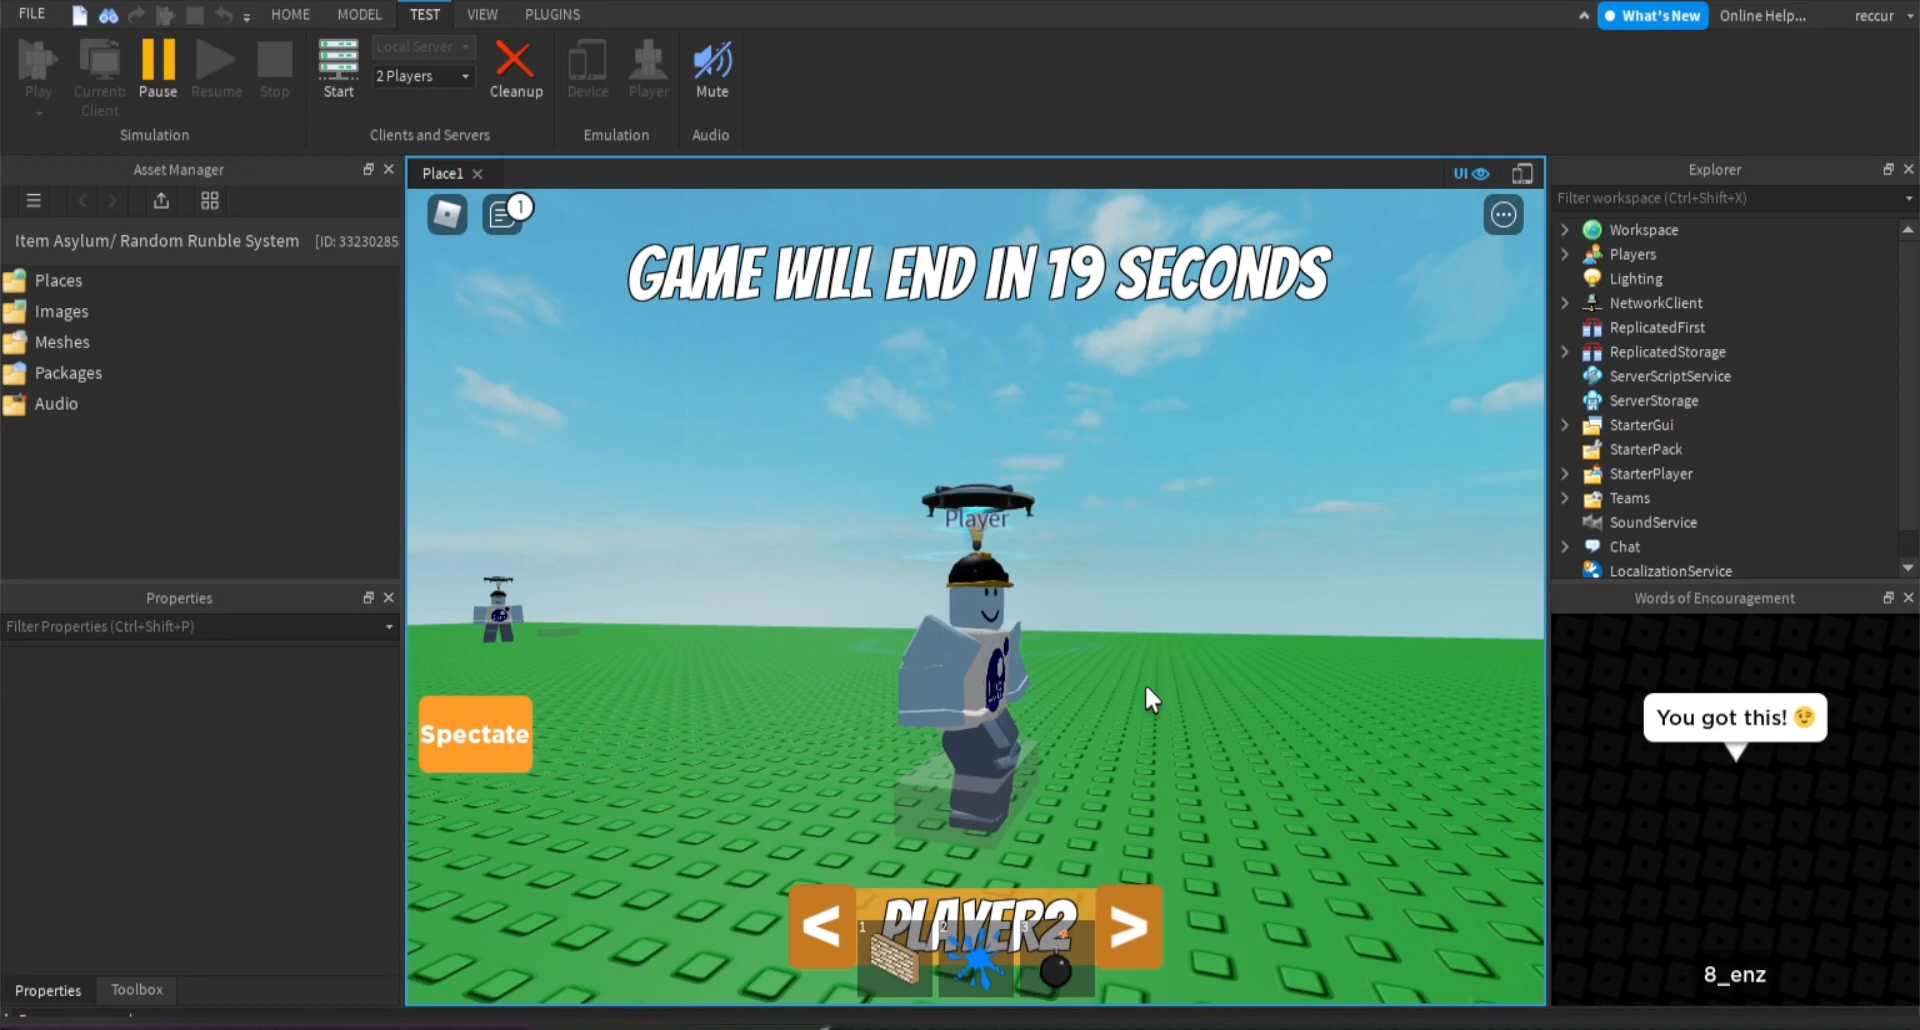 FILE
HOME
MODEL
TEST
VIEW
PLUGINS
What's New
Online Help...
reccur
Play
Current:
Client
Pause
Resume
Stop
Simulation
Start
Local Server
2 Players
Cleanup
Clients and Servers
Device
Player
Emulation
Mute
Audio
Asset Manager
Item Asylum/ Random Runble System [ID: 33230285
Places
Images
Meshes
Packages
Audio
Properties
Filter Properties (Ctrl+Shift+P)
Properties
Toolbox
Place1
UI
1
GAME WILL END IN 19 SECONDS
Player
Spectate
< PLAYER2 >
1 2 3
Explorer
Filter workspace (Ctrl+Shift+X)
Workspace
Players
Lighting
NetworkClient
ReplicatedFirst
ReplicatedStorage
ServerScriptService
ServerStorage
StarterGui
StarterPack
StarterPlayer
Teams
SoundService
Chat
LocalizationService
Words of Encouragement
You got this! 😉
8_enz